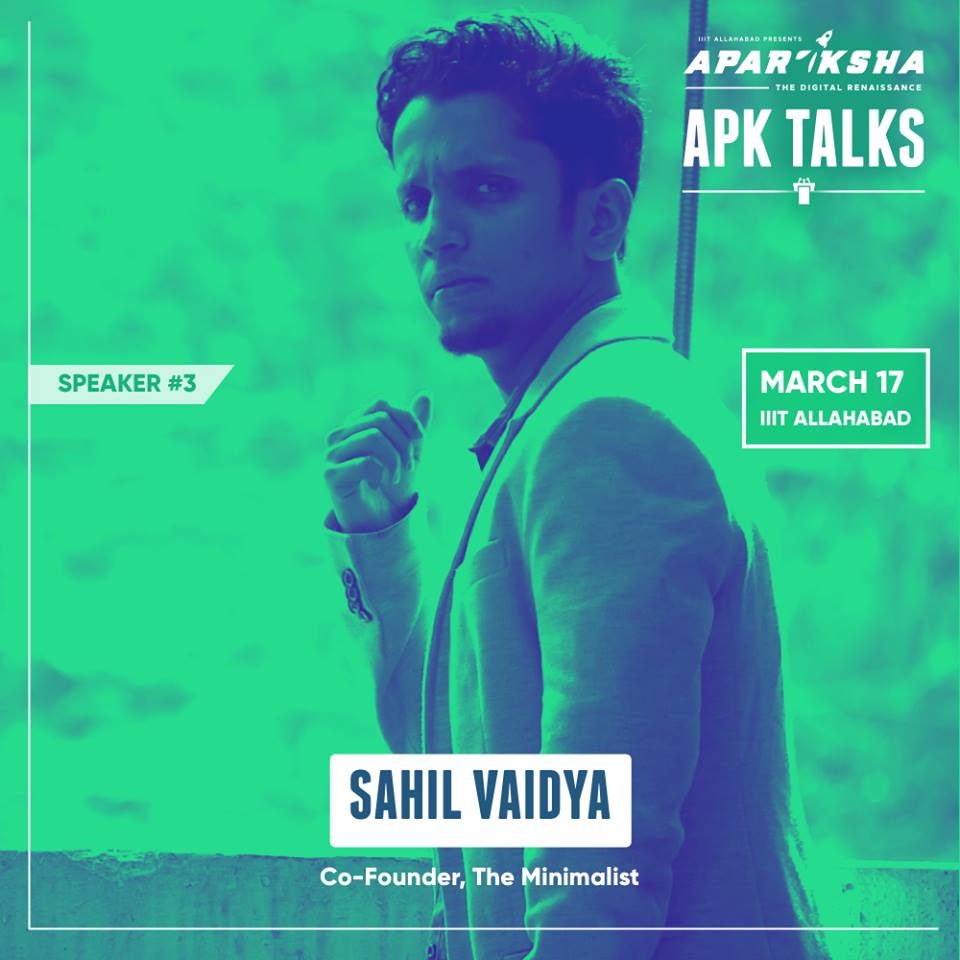 IIIT ALLAHABAD PRESENTS
APARIKSHA
THE DIGITAL RENAISSANCE
APK TALKS
SPEAKER #3
MARCH 17
IIIT ALLAHABAD
SAHIL VAIDYA
Co-Founder, The Minimalist